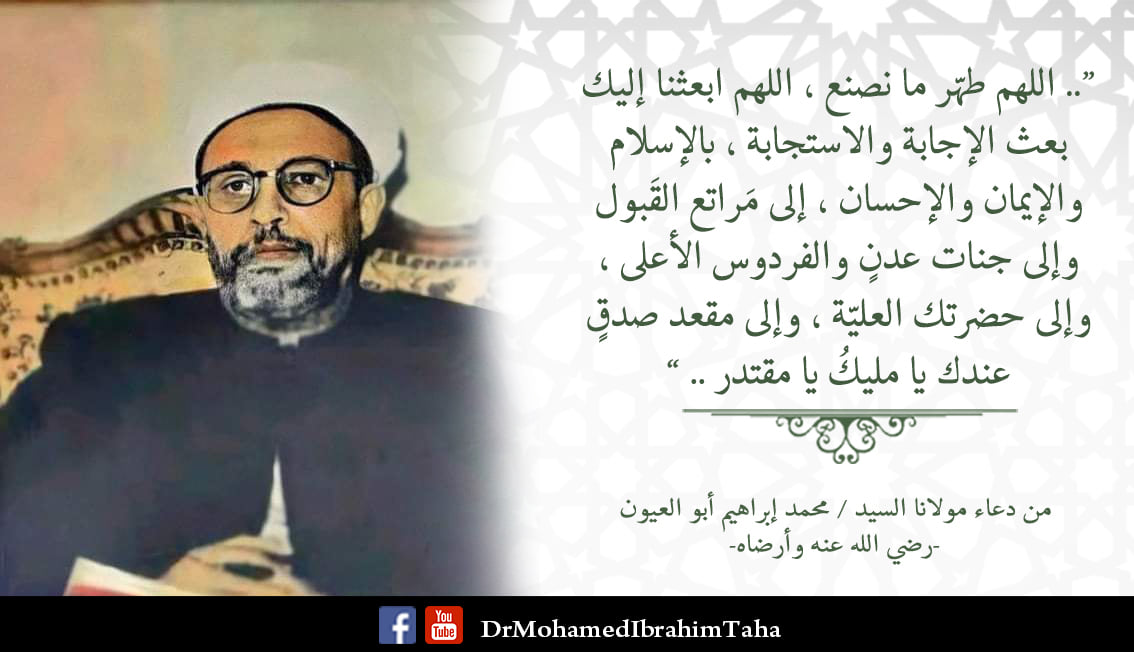 ”.. اللهم طهّر ما نصنع ، اللهم ابعثنا إليك
بعث الإجابة والاستجابة ، بالإسلام
والإيمان والإحسان ، إلى مَراتع القَبول
وإلى جنات عدنٍ والفردوس الأعلى ،
وإلى حضرتك العليّة ، وإلى مقعد صدقٍ
عندك يا مليكُ يا مقتدر .. “
من دعاء مولانا السيد / محمد إبراهيم أبو العيون
-رضي الله عنه وأرضاه-
You Tube DrMohamedIbrahimTaha